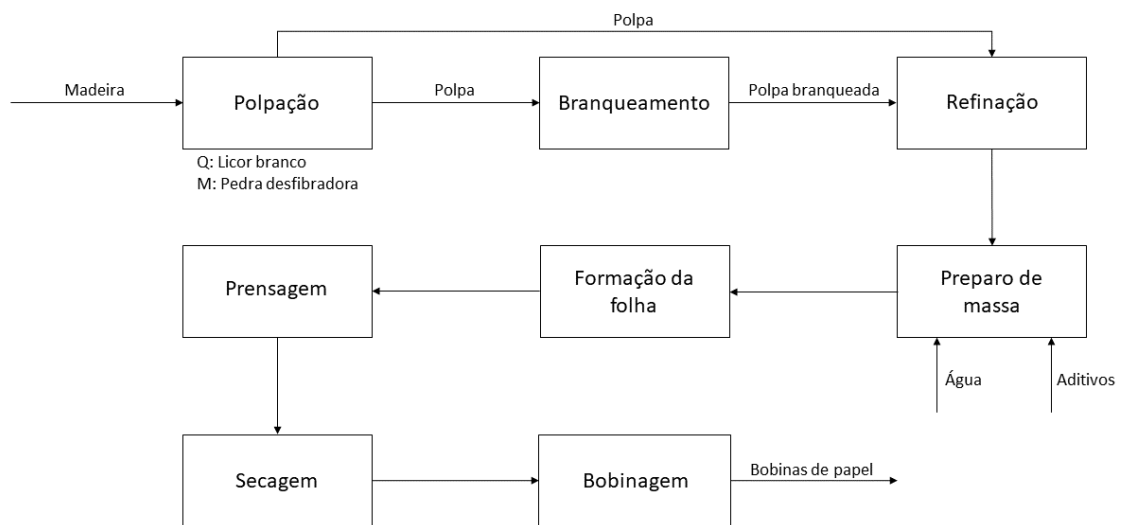 Polpa
Madeira
Polpação
Polpa
Branqueamento
Polpa branqueada
Refinação
Q: Licor branco
M: Pedra desfibradora
Prensagem
Formação da
folha
Preparo de
massa
Água
Aditivos
Secagem
Bobinagem
Bobinas de papel